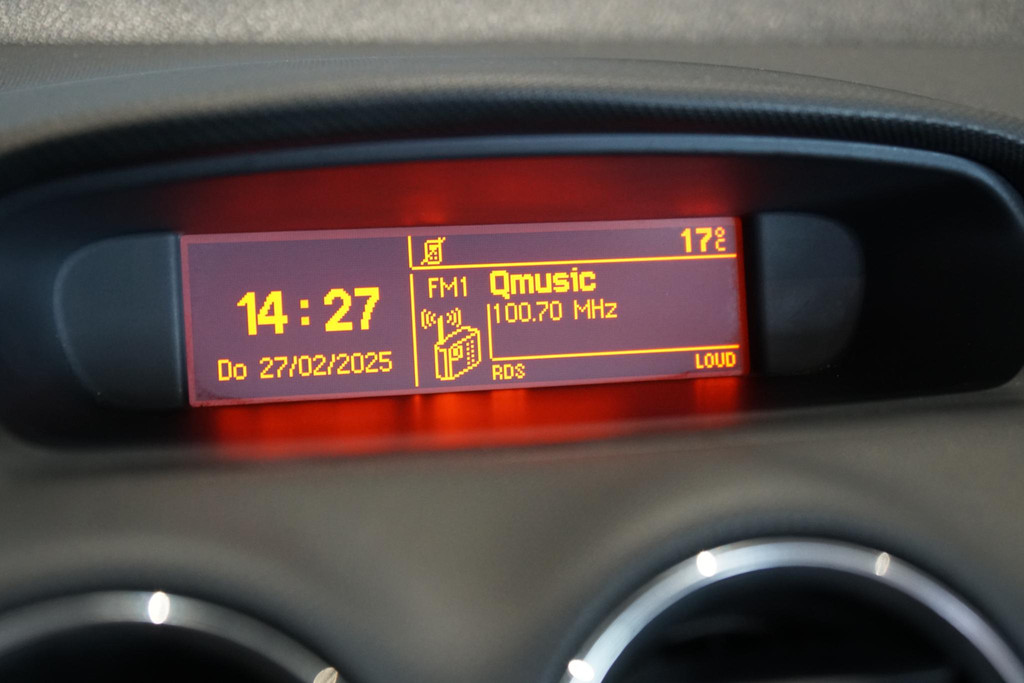 14:27
Do 27/02/2025
17°C
FM1 Qmusic
100.70 MHz
RDS
LOUD